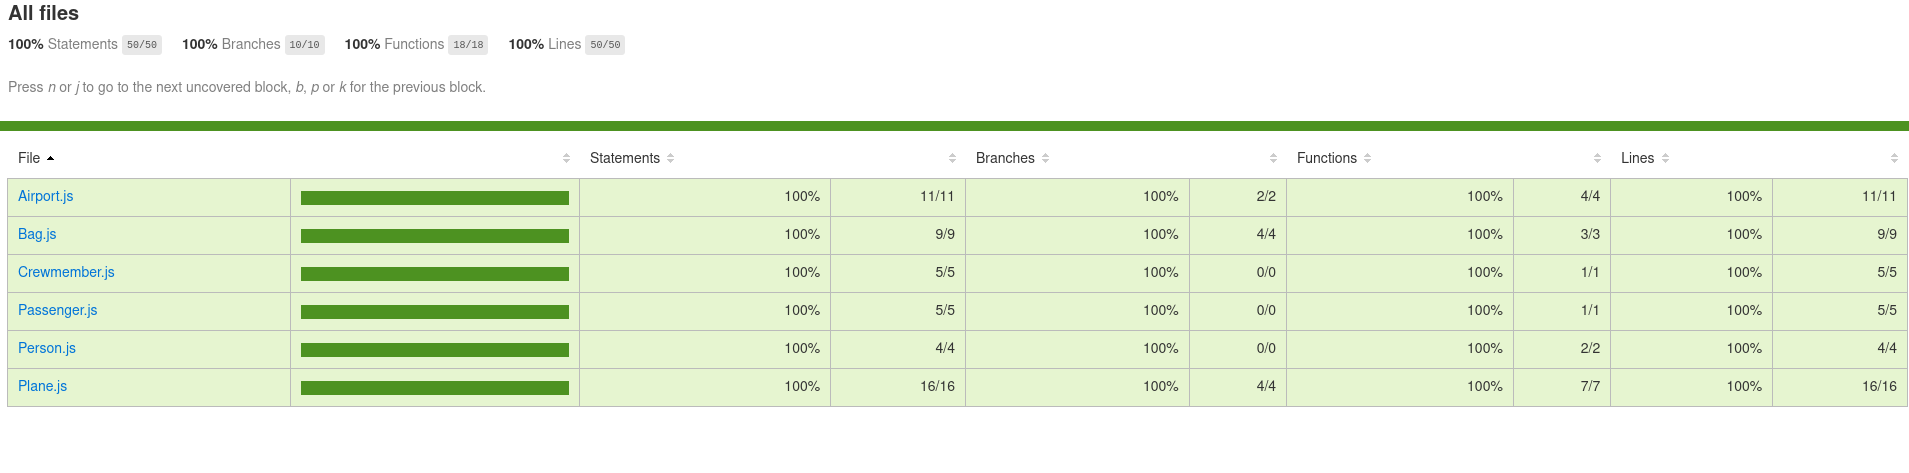 All files
100% Statements 50/50 100% Branches 10/10 100% Functions 18/18 100% Lines 50/50
Press n or j to go to the next uncovered block, b, p or k for the previous block.
File Statements Branches Functions Lines
Airport.js 100% 11/11 100% 2/2 100% 4/4 100% 11/11
Bag.js 100% 9/9 100% 4/4 100% 3/3 100% 9/9
Crewmember.js 100% 5/5 100% 0/0 100% 1/1 100% 5/5
Passenger.js 100% 5/5 100% 0/0 100% 1/1 100% 5/5
Person.js 100% 4/4 100% 0/0 100% 2/2 100% 4/4
Plane.js 100% 16/16 100% 4/4 100% 7/7 100% 16/16